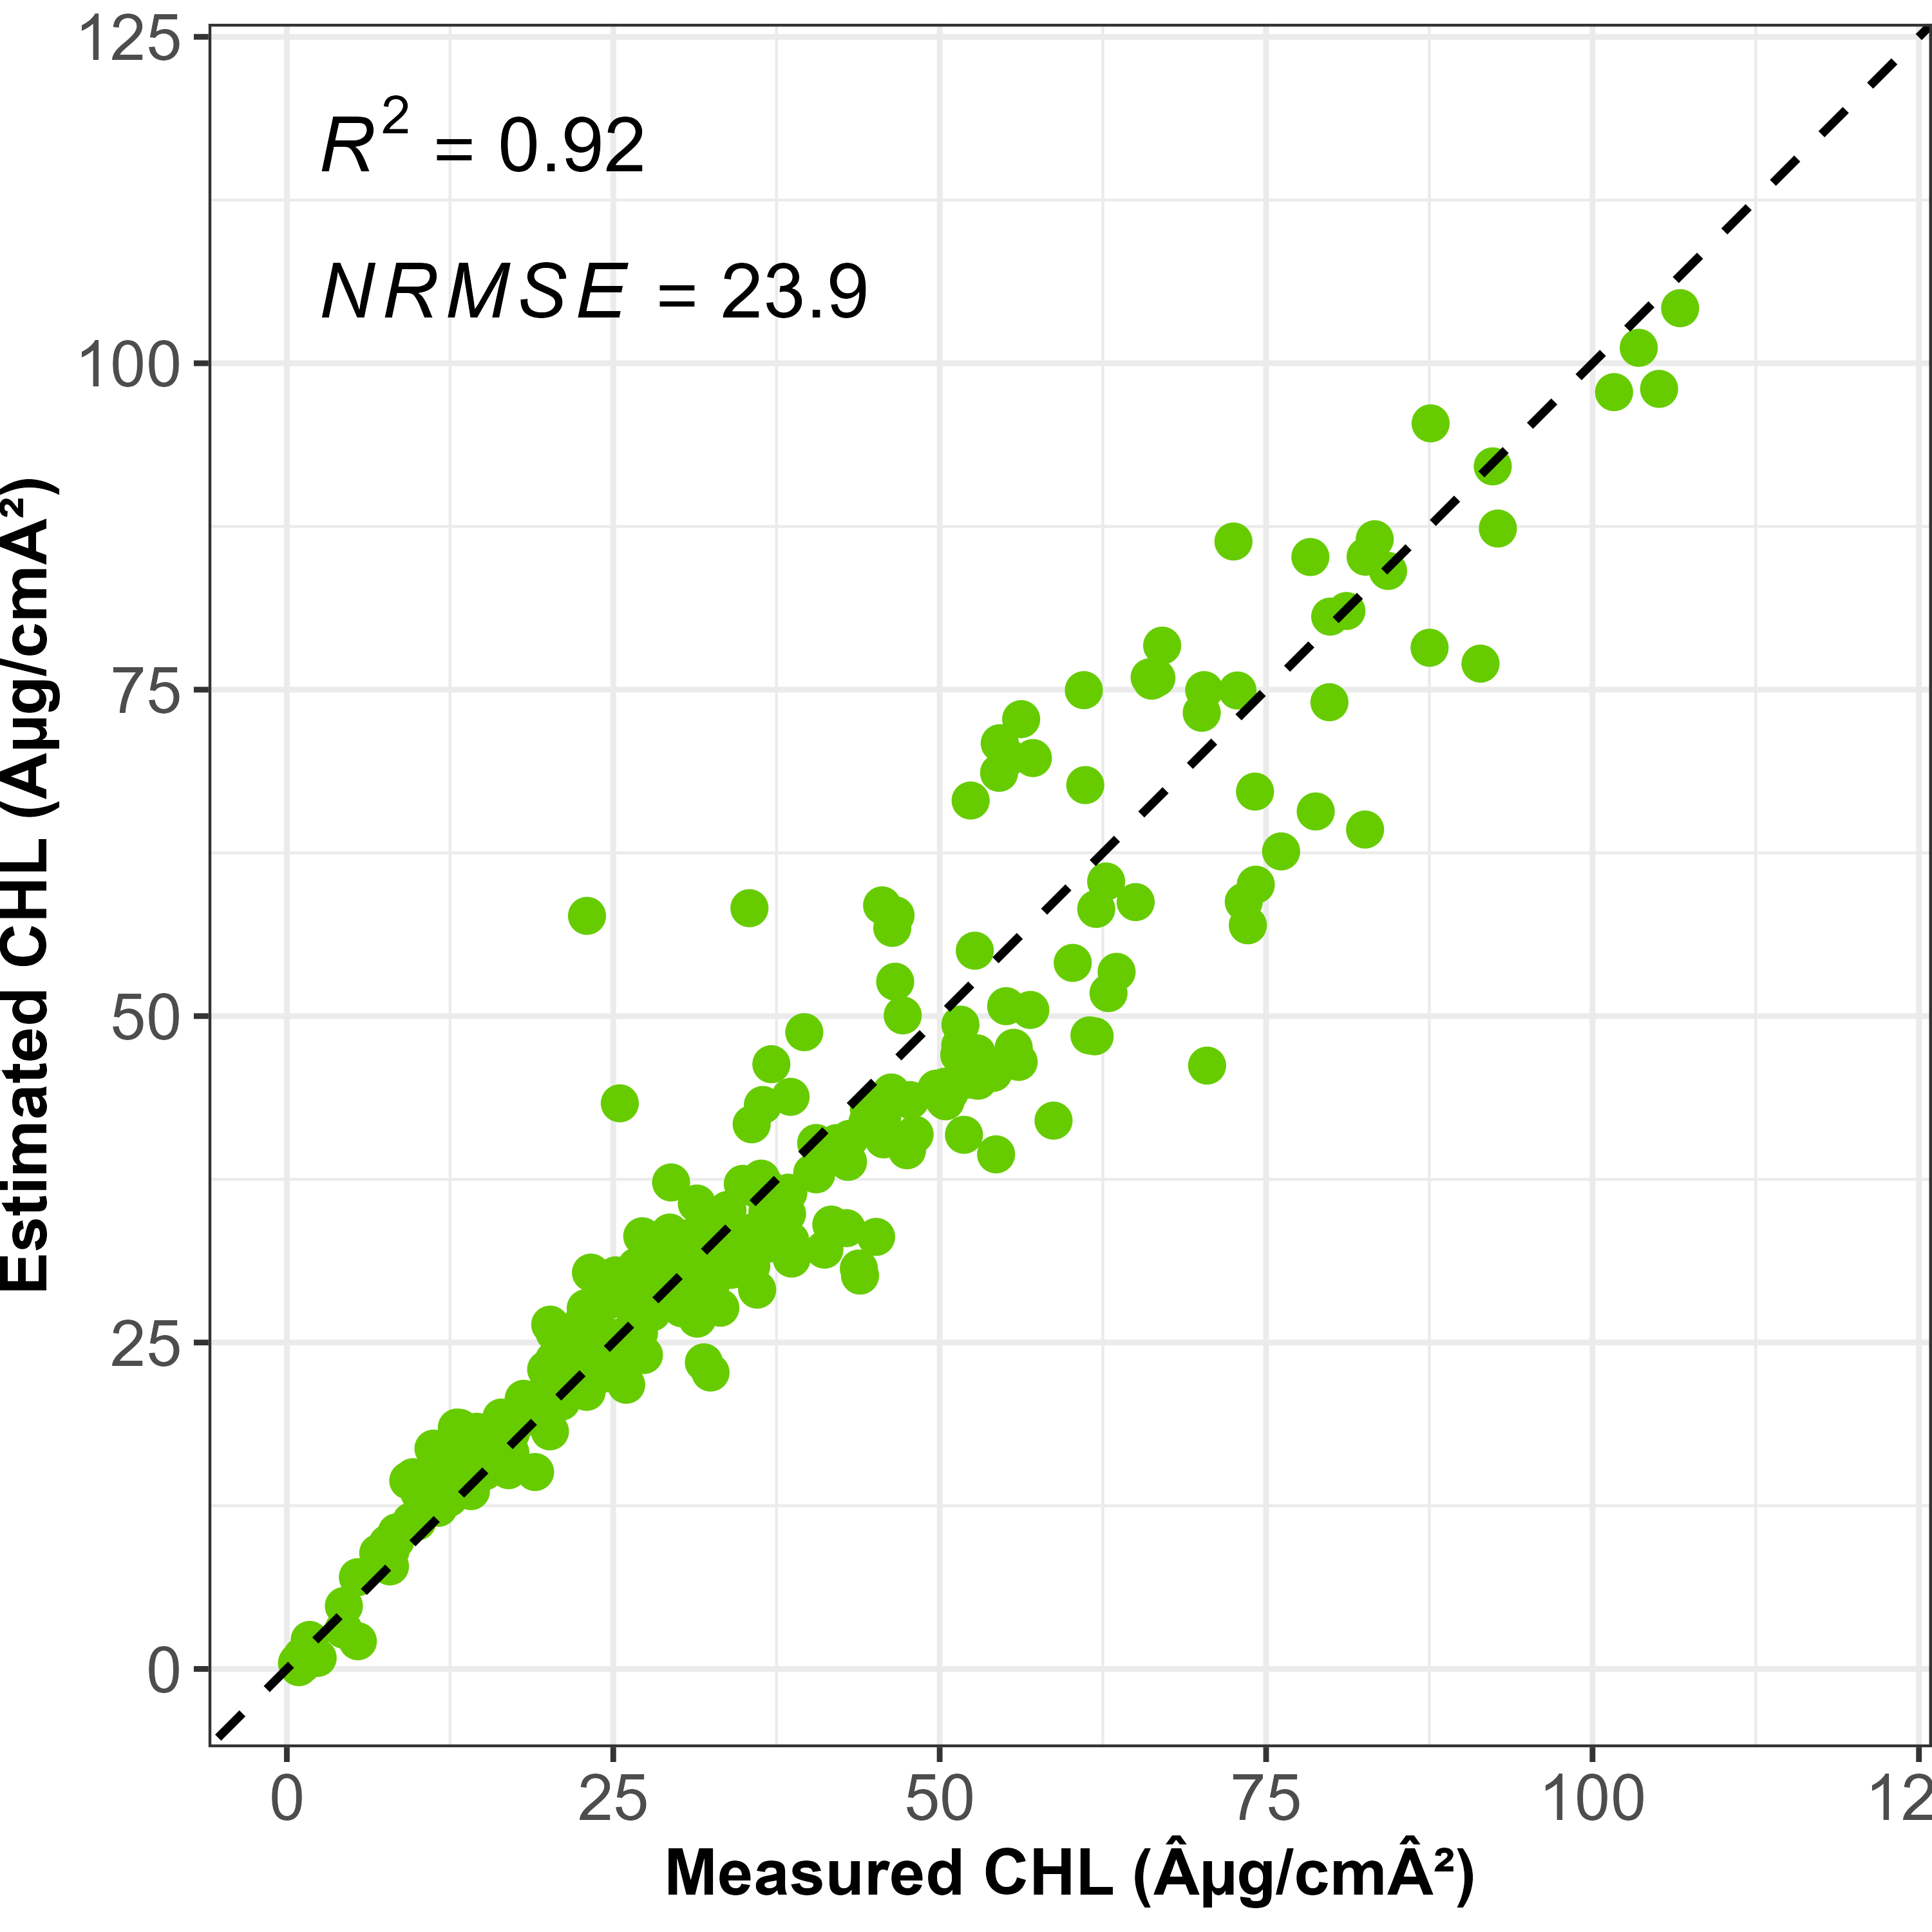 125
R² = 0.92
NRMSE = 23.9
100
75
50
25
0
Estimated CHL (Âµg/cmÂ²)
0 25 50 75 100 12
Measured CHL (Âµg/cmÂ²)